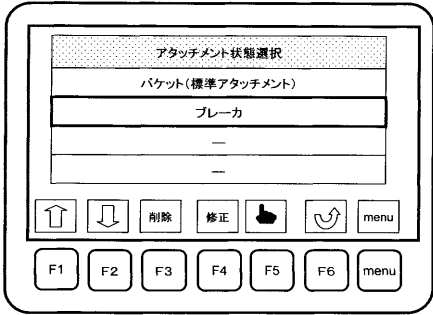 アタッチメント状態選択
バケット(標準アタッチメント)
ブレーカ
—
—
削除 修正 menu
F1 F2 F3 F4 F5 F6 menu